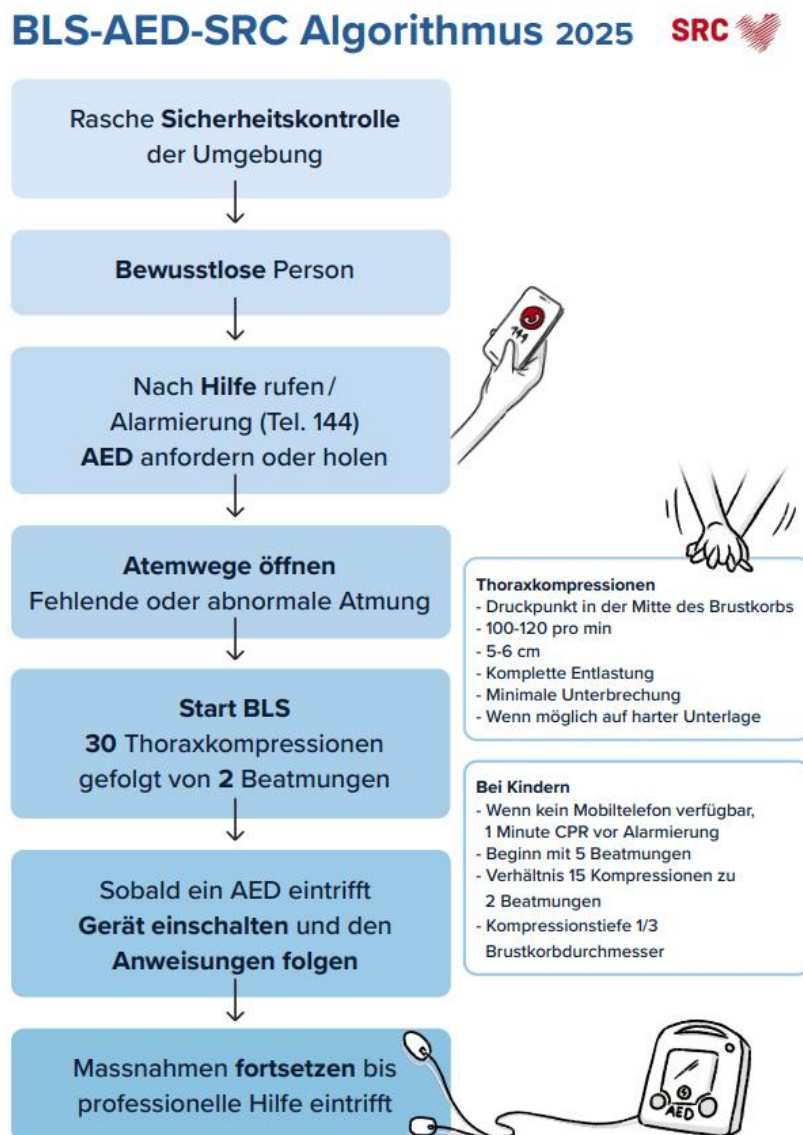 BLS-AED-SRC Algorithmus 2025
SRC
Rasche Sicherheitskontrolle
der Umgebung
Bewusstlose Person
144
Nach Hilfe rufen/
Alarmierung (Tel. 144)
AED anfordern oder holen
Atemwege öffnen
Fehlende oder abnormale Atmung
Thoraxkompressionen
- Druckpunkt in der Mitte des Brustkorbs
- 100-120 pro min
- 5-6 cm
- Komplette Entlastung
- Minimale Unterbrechung
- Wenn möglich auf harter Unterlage
Start BLS
30 Thoraxkompressionen
gefolgt von 2 Beatmungen
Bei Kindern
- Wenn kein Mobiltelefon verfügbar,
1 Minute CPR vor Alarmierung
- Beginn mit 5 Beatmungen
- Verhältnis 15 Kompressionen zu
2 Beatmungen
- Kompressionstiefe 1/3
Brustkorbdurchmesser
Sobald ein AED eintrifft
Gerät einschalten und den
Anweisungen folgen
Massnahmen fortsetzen bis
professionelle Hilfe eintrifft
AED